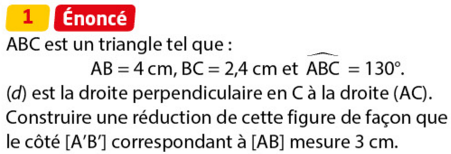 1 Énoncé
ABC est un triangle tel que :
AB = 4 cm, BC = 2,4 cm et \widehat{ABC} = 130°.
(d) est la droite perpendiculaire en C à la droite (AC).
Construire une réduction de cette figure de façon que
le côté [A’B’] correspondant à [AB] mesure 3 cm.